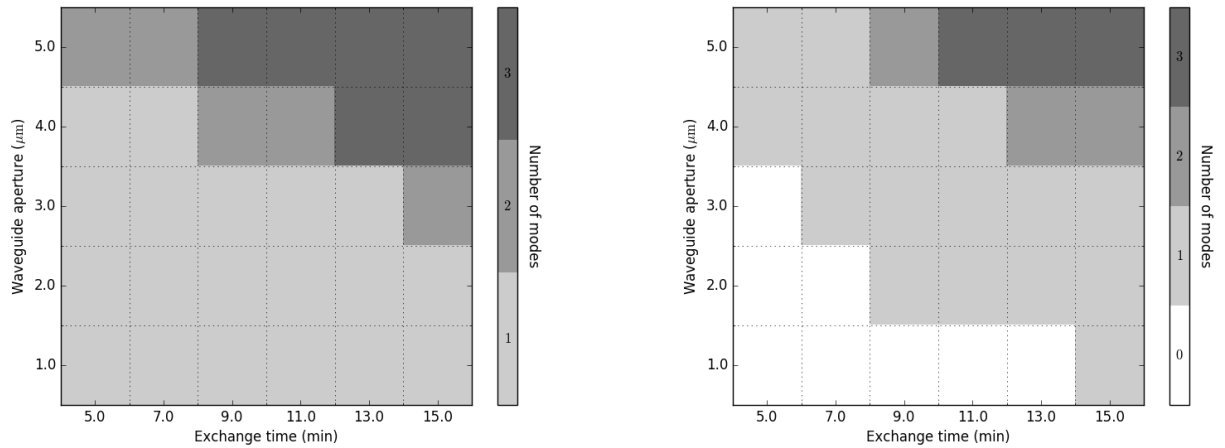 5.0
4.0
3.0
2.0
1.0
Waveguide aperture (μm)
5.0 7.0 9.0 11.0 13.0 15.0
Exchange time (min)
3
2
1
Number of modes
5.0
4.0
3.0
2.0
1.0
Waveguide aperture (μm)
5.0 7.0 9.0 11.0 13.0 15.0
Exchange time (min)
3
2
1
0
Number of modes